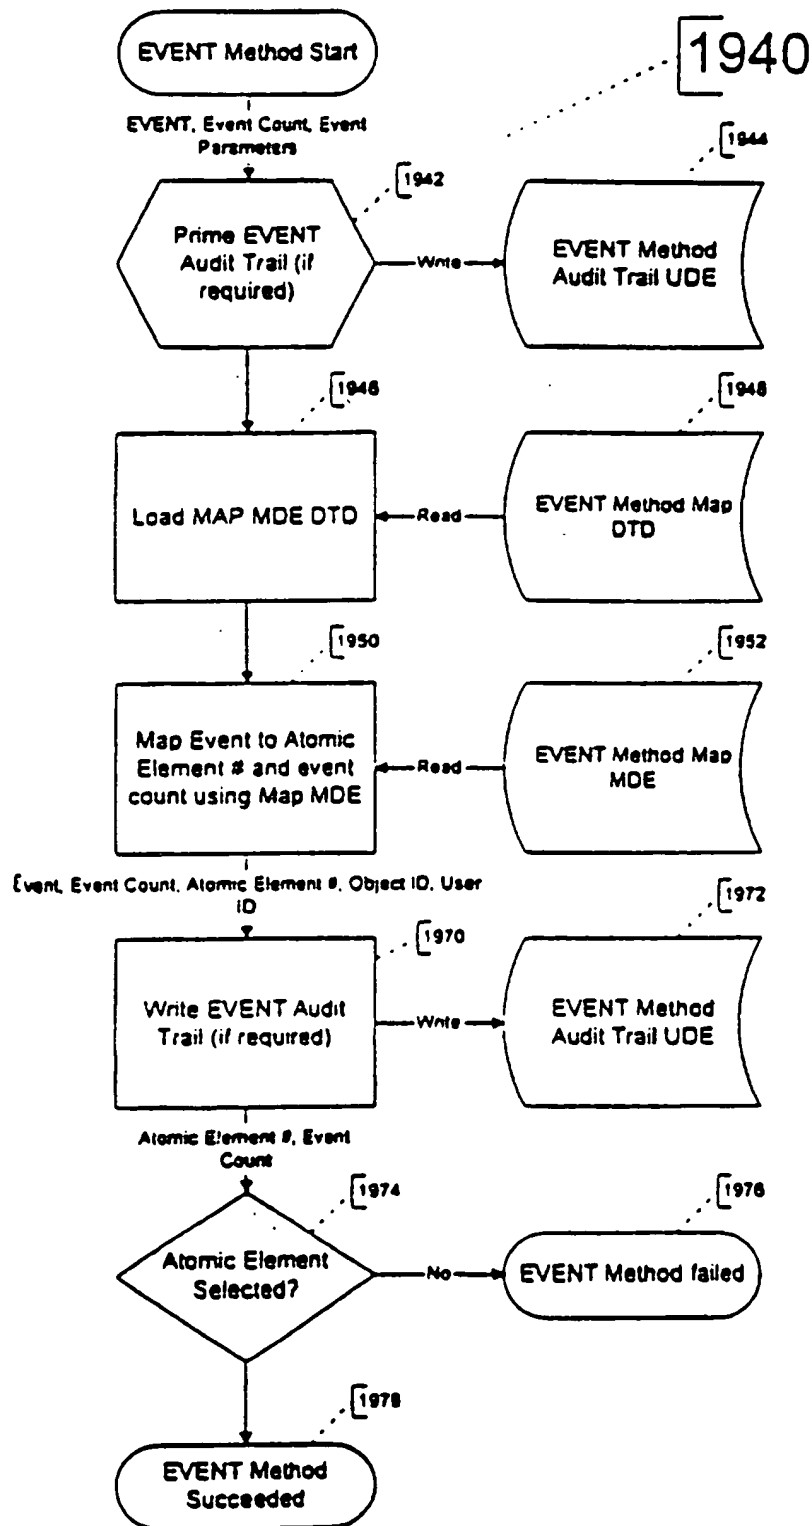 EVENT Method Start
1940
EVENT, Event Count, Event
Parameters
1942
1944
Prime EVENT
Audit Trail (if
required)
Write
EVENT Method
Audit Trail UDE
1946
1948
Load MAP MDE DTD
Read
EVENT Method Map
DTD
1950
1952
Map Event to Atomic
Element # and event
count using Map MDE
Read
EVENT Method Map
MDE
Event, Event Count, Atomic Element #, Object ID, User
ID
1970
1972
Write EVENT Audit
Trail (if required)
Write
EVENT Method
Audit Trail UDE
Atomic Element #, Event
Count
1974
1976
Atomic Element
Selected?
No
EVENT Method failed
1978
EVENT Method
Succeeded